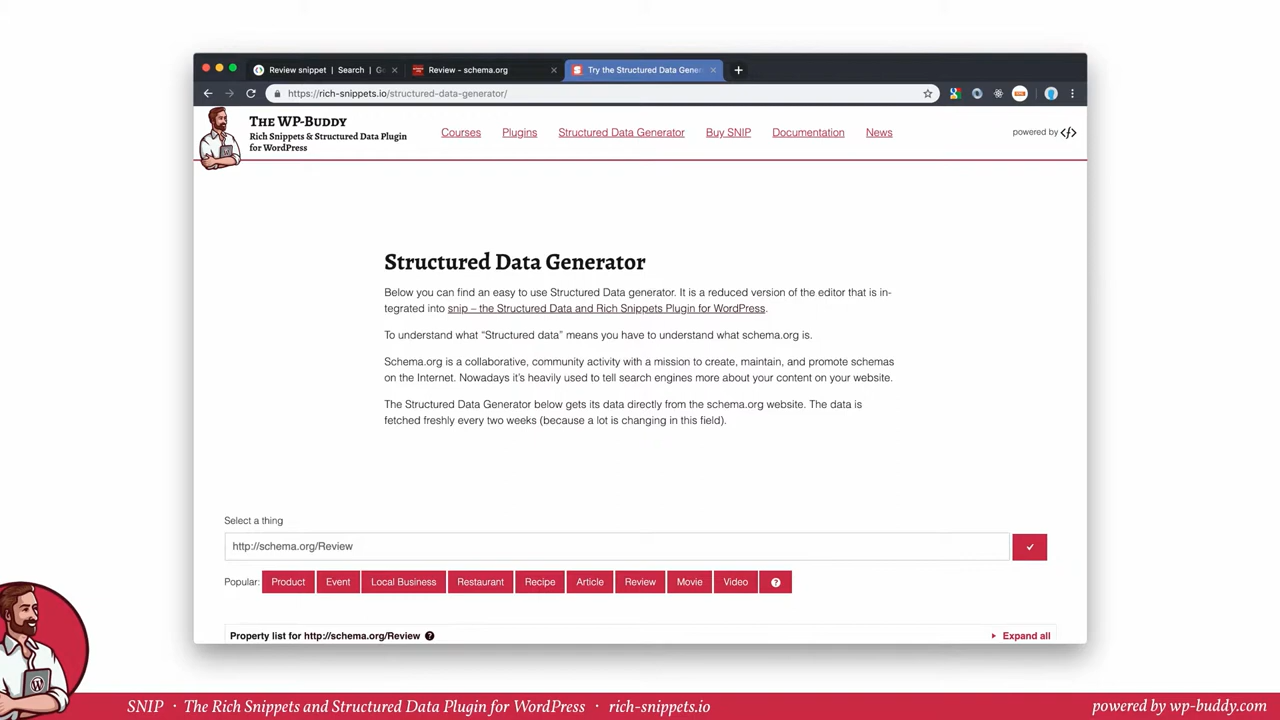 Review snippet | Search | G
Review - schema.org
Try the Structured Data Gener
https://rich-snippets.io/structured-data-generator/
The WP-Buddy
Rich Snippets & Structured Data Plugin
for WordPress
Courses
Plugins
Structured Data Generator
Buy SNIP
Documentation
News
powered by </>
Structured Data Generator
Below you can find an easy to use Structured Data generator. It is a reduced version of the editor that is in-
tegrated into snip – the Structured Data and Rich Snippets Plugin for WordPress.
To understand what “Structured data” means you have to understand what schema.org is.
Schema.org is a collaborative, community activity with a mission to create, maintain, and promote schemas
on the Internet. Nowadays it’s heavily used to tell search engines more about your content on your website.
The Structured Data Generator below gets its data directly from the schema.org website. The data is
fetched freshly every two weeks (because a lot is changing in this field).
Select a thing
http://schema.org/Review
Popular: Product Event Local Business Restaurant Recipe Article Review Movie Video ?
Property list for http://schema.org/Review ?
Expand all
SNIP · The Rich Snippets and Structured Data Plugin for WordPress · rich-snippets.io
powered by wp-buddy.com